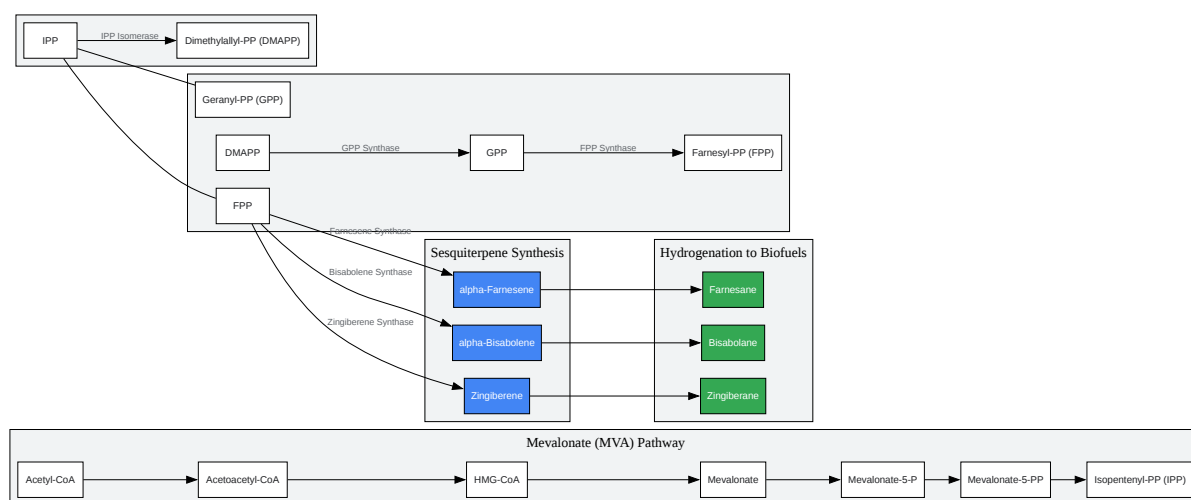 IPP
IPP Isomerase
Dimethylallyl-PP (DMAPP)
Geranyl-PP (GPP)
DMAPP
GPP Synthase
GPP
FPP Synthase
Farnesyl-PP (FPP)
FPP
Farnesene Synthase
Bisabolene Synthase
Zingiberene Synthase
Sesquiterpene Synthesis
alpha-Farnesene
alpha-Bisabolene
Zingiberene
Hydrogenation to Biofuels
Farnesane
Bisabolane
Zingiberane
Mevalonate (MVA) Pathway
Acetyl-CoA
Acetoacetyl-CoA
HMG-CoA
Mevalonate
Mevalonate-5-P
Mevalonate-5-PP
Isopentenyl-PP (IPP)